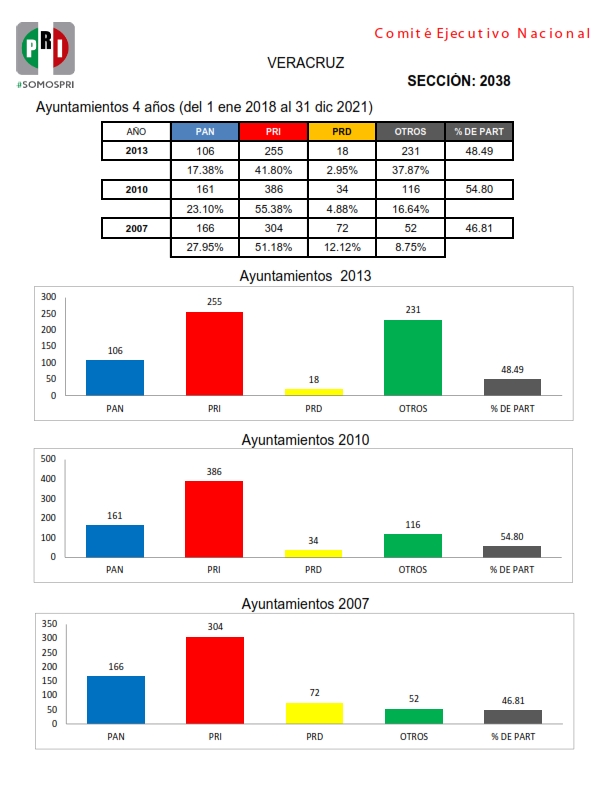 Comité Ejecutivo Nacional
PRI
#SOMOSPRI
VERACRUZ
SECCIÓN: 2038
Ayuntamientos 4 años (del 1 ene 2018 al 31 dic 2021)
AÑO PAN PRI PRD OTROS % DE PART
2013 106 255 18 231 48.49
17.38% 41.80% 2.95% 37.87%
2010 161 386 34 116 54.80
23.10% 55.38% 4.88% 16.64%
2007 166 304 72 52 46.81
27.95% 51.18% 12.12% 8.75%
Ayuntamientos 2013
300
250
200
150
100
50
0
106 255 18 231 48.49
PAN PRI PRD OTROS % DE PART
Ayuntamientos 2010
500
400
300
200
100
0
161 386 34 116 54.80
PAN PRI PRD OTROS % DE PART
Ayuntamientos 2007
350
300
250
200
150
100
50
0
166 304 72 52 46.81
PAN PRI PRD OTROS % DE PART